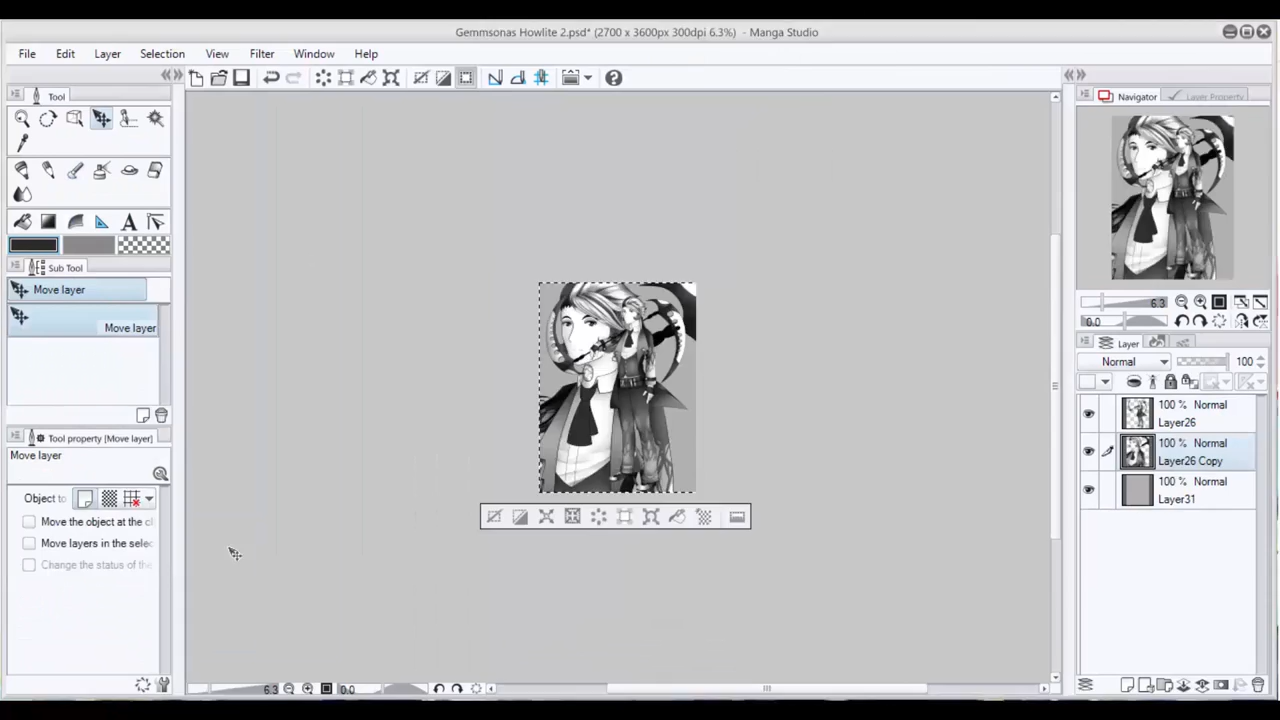 Gemmsonas Howlite 2.psd* (2700 x 3600px 300dpi 6.3%) - Manga Studio
File Edit Layer Selection View Filter Window Help
Tool
Navigator Layer Property
A
Sub Tool
Move layer
Move layer
6.3
0.0
Layer
Normal 100
100 % Normal
Layer26
100 % Normal
Layer26 Copy
100 % Normal
Layer31
Tool property [Move layer]
Move layer
Object to
Move the object at the cli
Move layers in the selec
Change the status of the
6.3 0.0